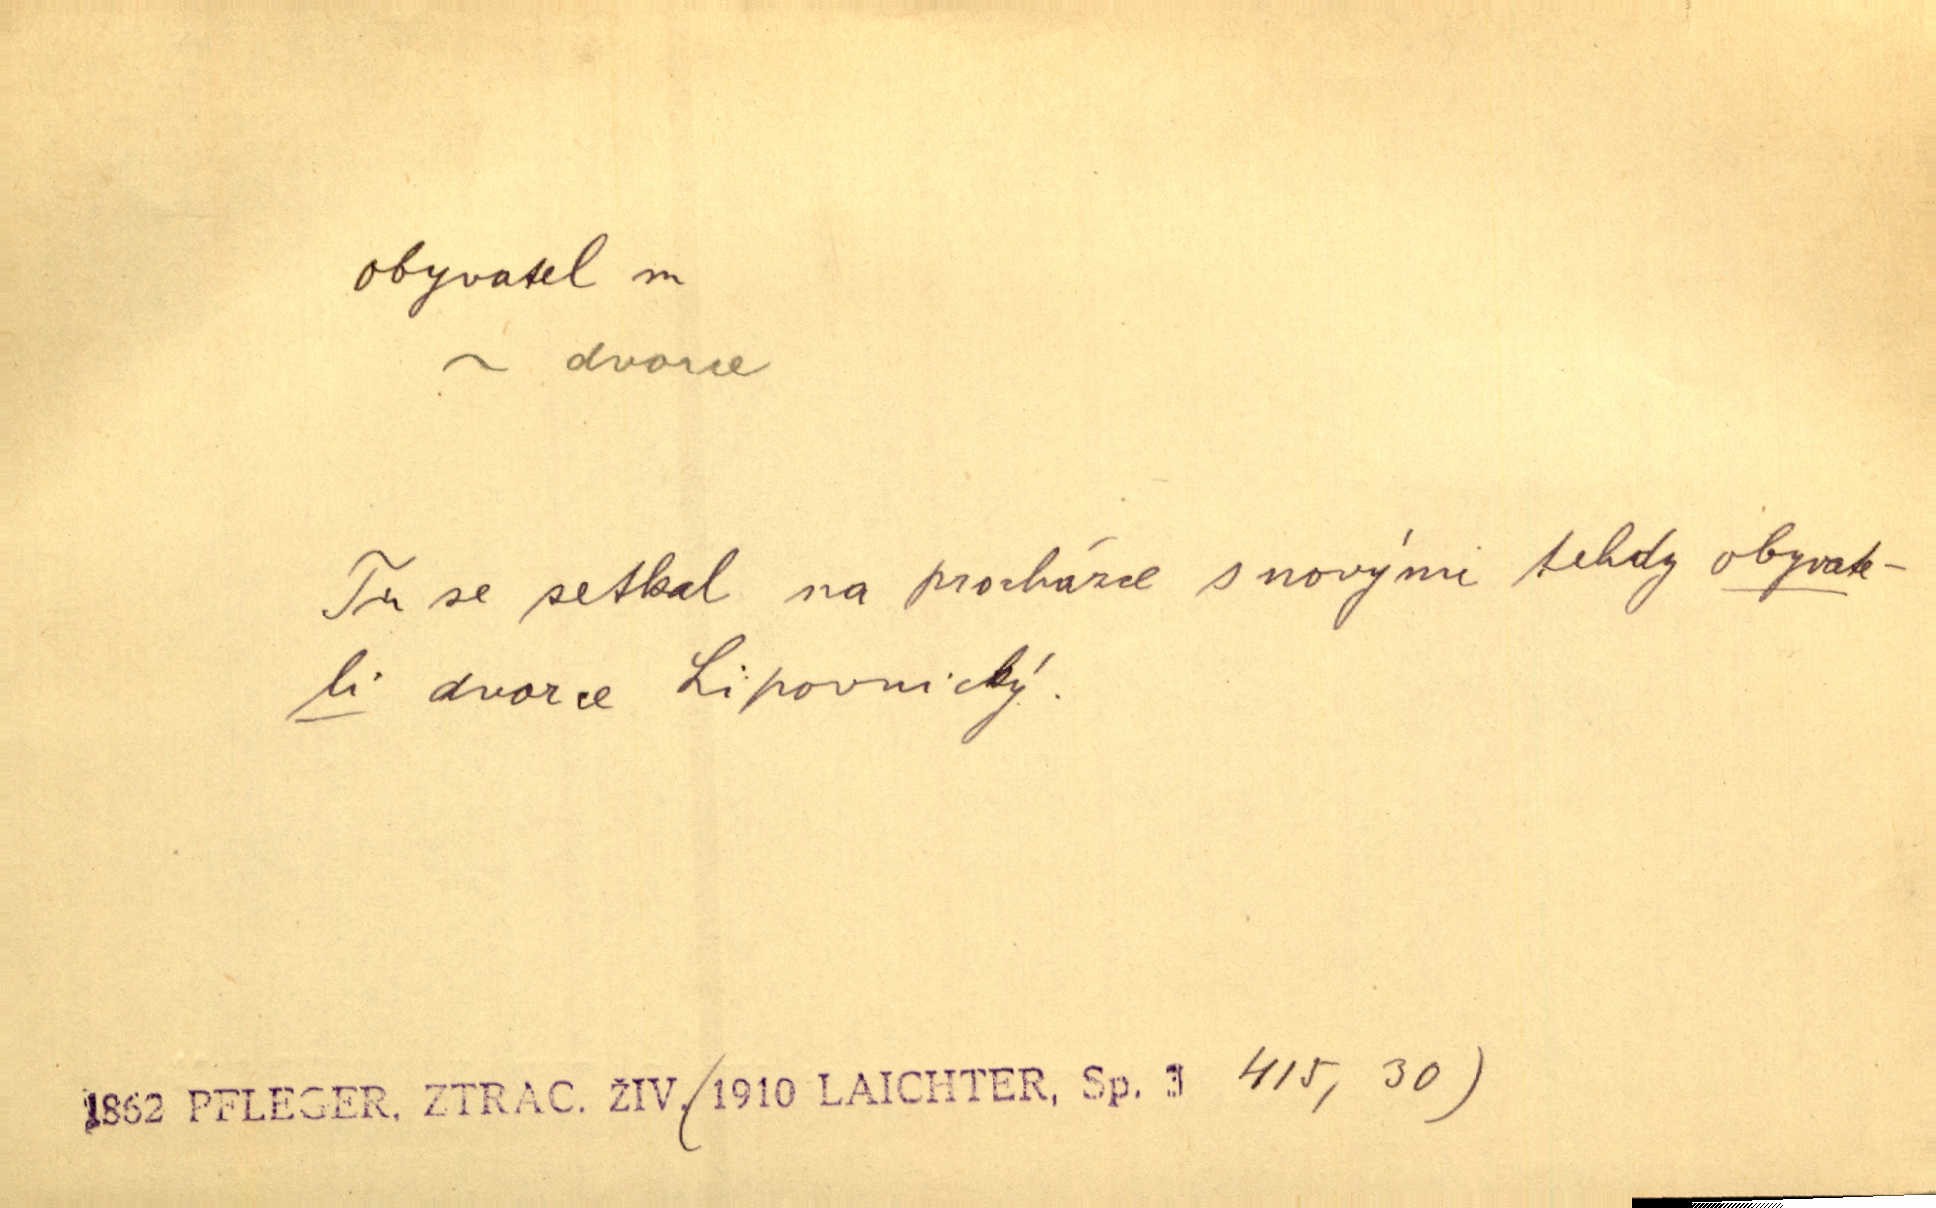 obyvatel m
~ dvorce
Tu se setkal na procházce s novými tehdy obyvate-
li dvorce Lipovnický.
1862 PFLEGER, ZTRAC. ŽIV. (1910 LAICHTER, Sp. 3 415, 30)